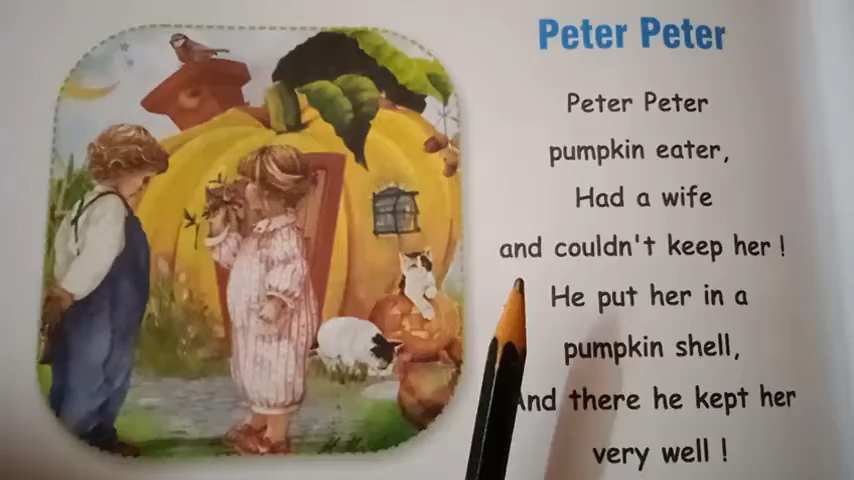 Peter Peter
Peter Peter
pumpkin eater,
Had a wife
and couldn't keep her !
He put her in a
pumpkin shell,
And there he kept her
very well !